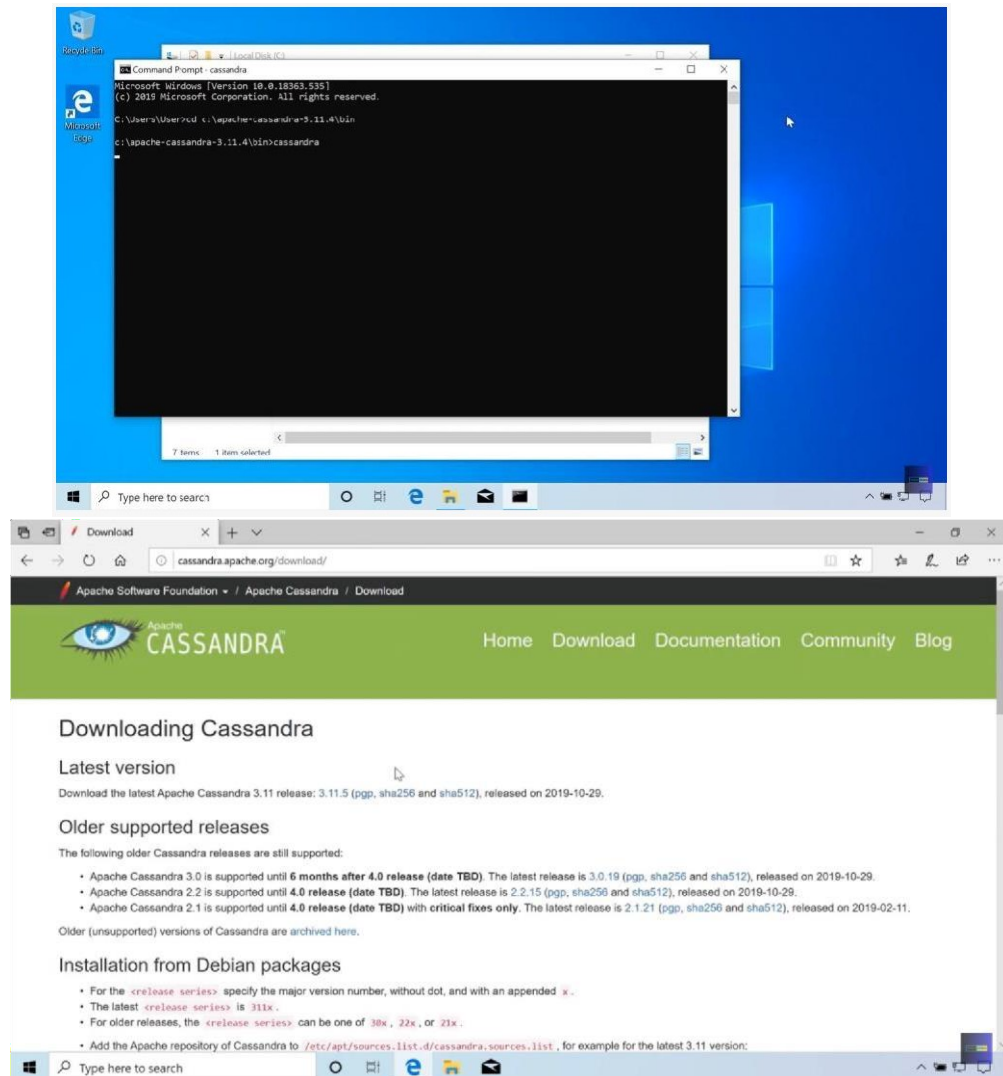 Recycle Bin
Local Disk (C:)
Command Prompt - cassandra
Microsoft Windows [Version 10.0.18363.535]
(c) 2019 Microsoft Corporation. All rights reserved.
Microsoft
Edge
C:\Users\User>cd c:\apache-cassandra-3.11.4\bin
c:\apache-cassandra-3.11.4\bin>cassandra
7 items 1 item selected
Type here to search
Download
cassandra.apache.org/download/
Apache Software Foundation / Apache Cassandra / Download
Apache
CASSANDRA
Home Download Documentation Community Blog
Downloading Cassandra
Latest version
Download the latest Apache Cassandra 3.11 release: 3.11.5 (pgp, sha256 and sha512), released on 2019-10-29.
Older supported releases
The following older Cassandra releases are still supported:
• Apache Cassandra 3.0 is supported until 6 months after 4.0 release (date TBD). The latest release is 3.0.19 (pgp, sha256 and sha512), released on 2019-10-29.
• Apache Cassandra 2.2 is supported until 4.0 release (date TBD). The latest release is 2.2.15 (pgp, sha256 and sha512), released on 2019-10-29.
• Apache Cassandra 2.1 is supported until 4.0 release (date TBD) with critical fixes only. The latest release is 2.1.21 (pgp, sha256 and sha512), released on 2019-02-11.
Older (unsupported) versions of Cassandra are archived here.
Installation from Debian packages
• For the <release series> specify the major version number, without dot, and with an appended x.
• The latest <release series> is 311x.
• For older releases, the <release series> can be one of 30x, 22x, or 21x.
• Add the Apache repository of Cassandra to /etc/apt/sources.list.d/cassandra.sources.list, for example for the latest 3.11 version:
Type here to search